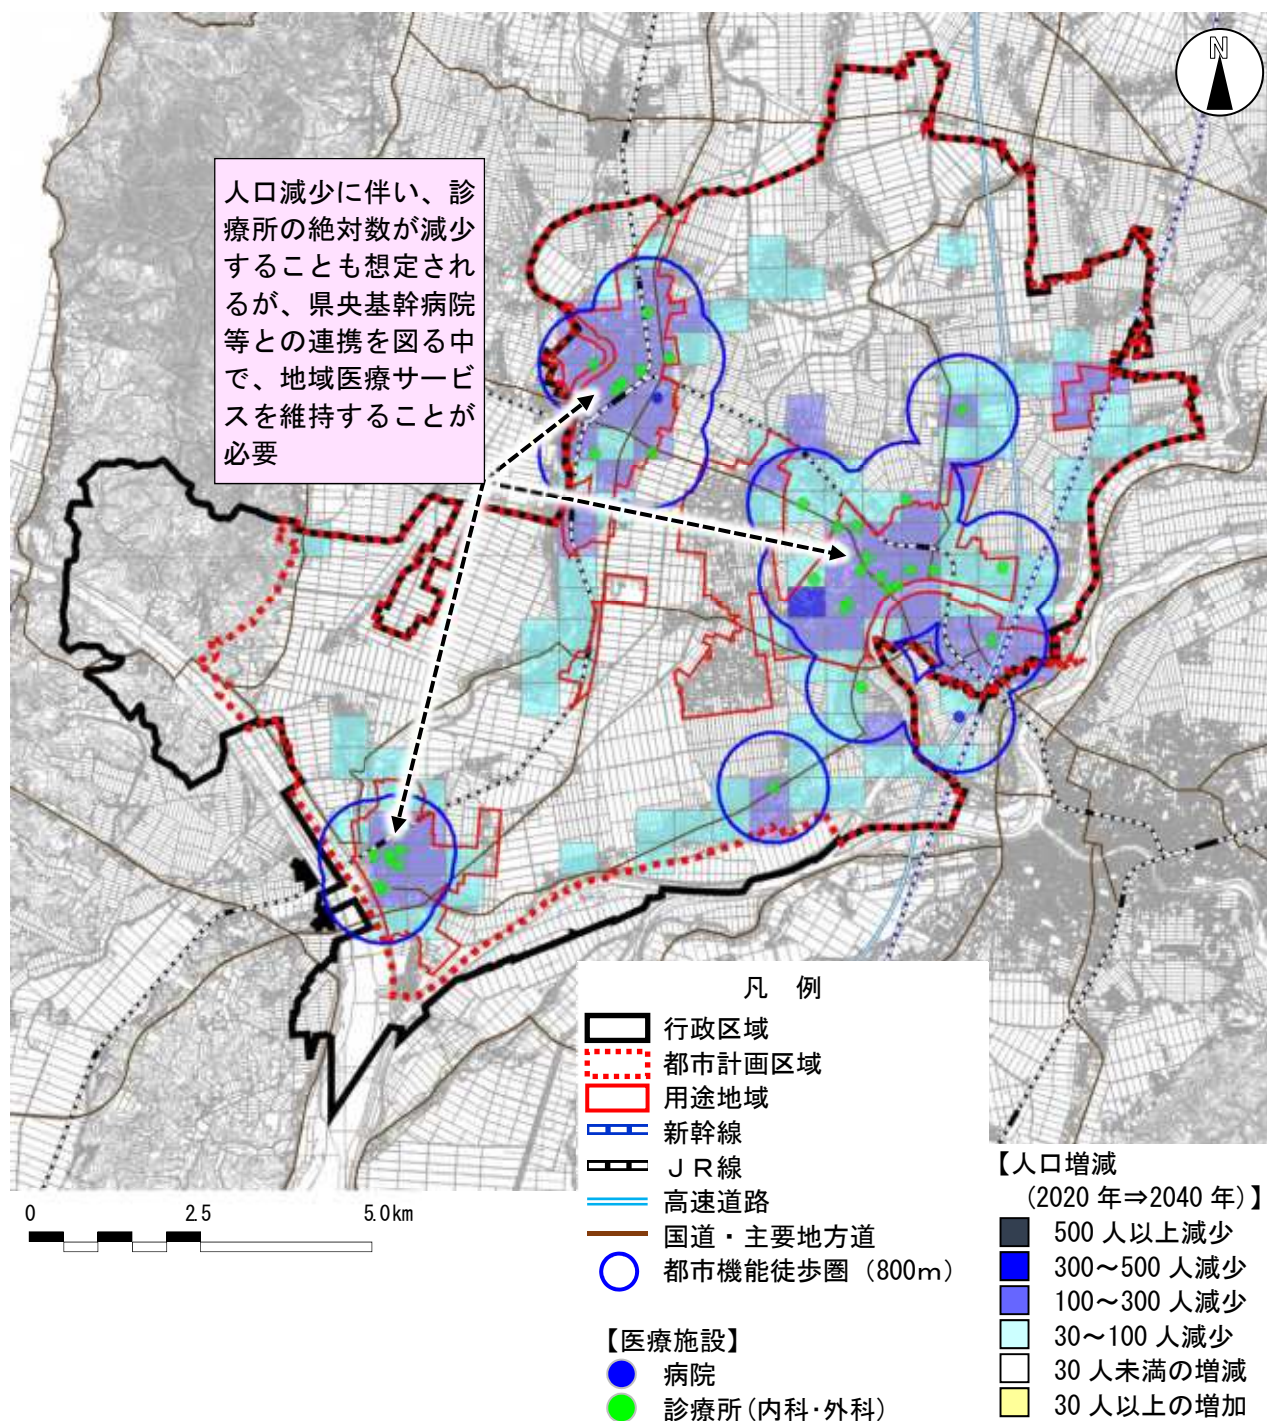 N
人口減少に伴い、診
療所の絶対数が減少
することも想定され
るが、県央基幹病院
等との連携を図る中
で、地域医療サービ
スを維持することが
必要
凡 例
行政区域
都市計画区域
用途地域
新幹線
ＪＲ線
高速道路
国道・主要地方道
都市機能徒歩圏（800ｍ）
【医療施設】
病院
診療所(内科･外科)
【人口増減
(2020 年⇒2040 年)】
500 人以上減少
300～500 人減少
100～300 人減少
30～100 人減少
30 人未満の増減
30 人以上の増加
0 2.5 5.0km